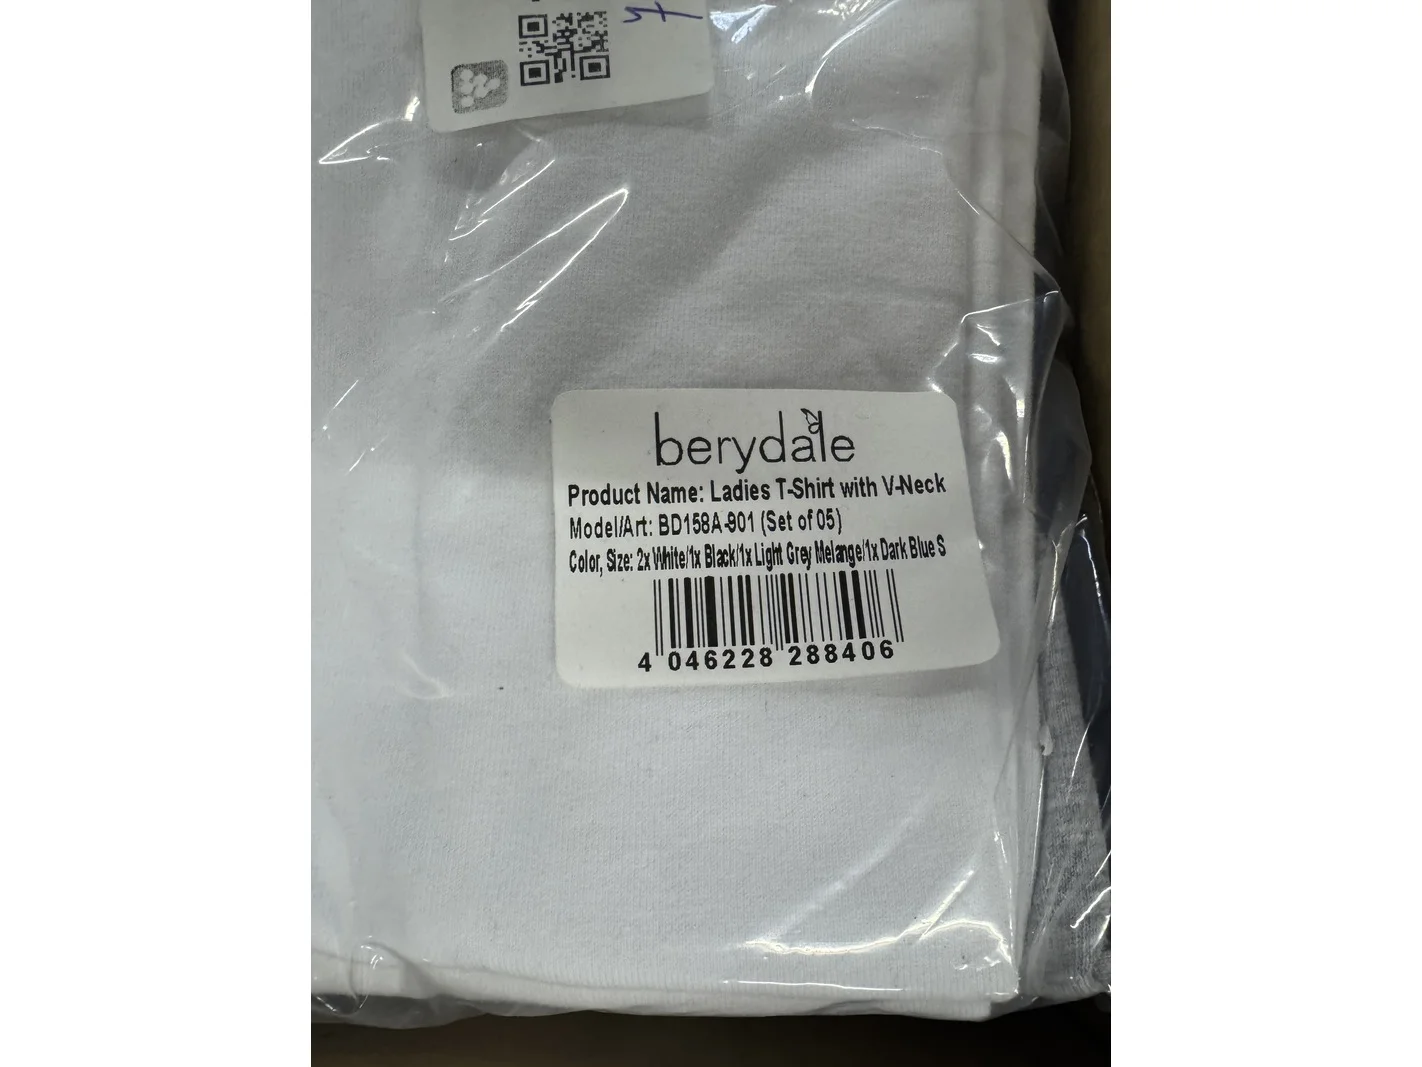 berydale
Product Name: Ladies T-Shirt with V-Neck
Model/Art: BD158A-901 (Set of 05)
Color, Size: 2x White/1x Black/1x Light Grey Melange/1x Dark Blue S
4 046228 288406